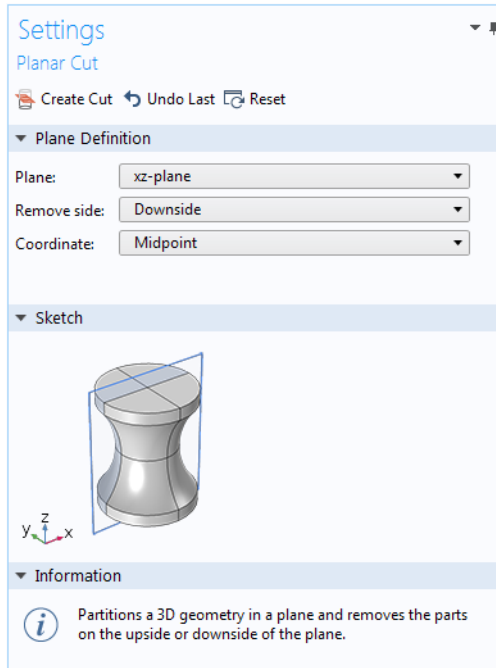 Settings
Planar Cut
Create Cut Undo Last Reset
Plane Definition
Plane: xz-plane
Remove side: Downside
Coordinate: Midpoint
Sketch
z
y x
Information
Partitions a 3D geometry in a plane and removes the parts
on the upside or downside of the plane.